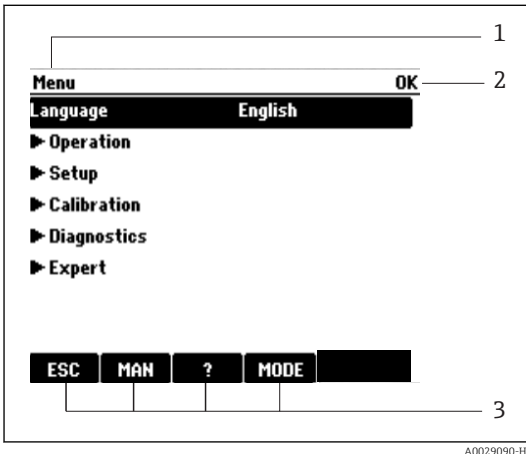 1
Menu OK 2
Language English
▶ Operation
▶ Setup
▶ Calibration
▶ Diagnostics
▶ Expert
ESC MAN ? MODE
3
A0029090-H